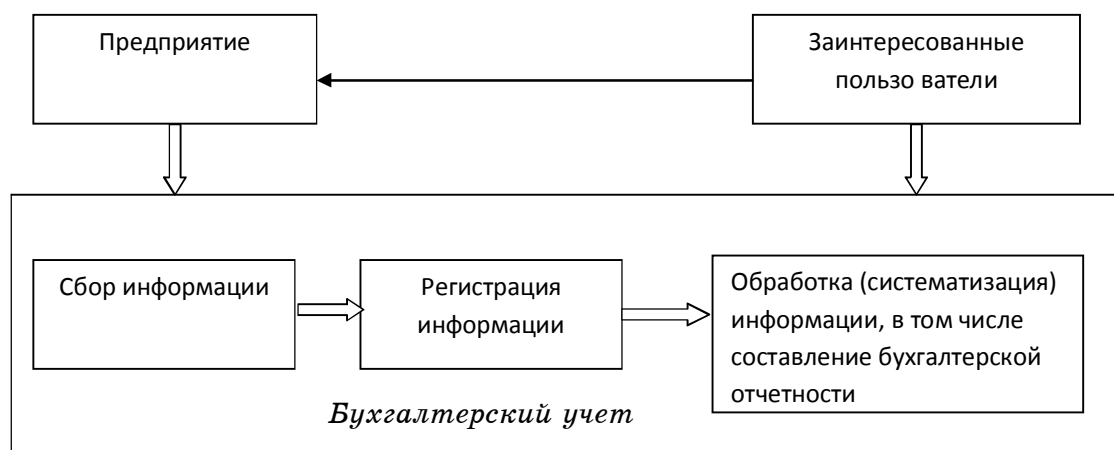 Предприятие
Заинтересованные
пользо ватели
Сбор информации
Регистрация
информации
Обработка (систематизация)
информации, в том числе
составление бухгалтерской
отчетности
Бухгалтерский учет